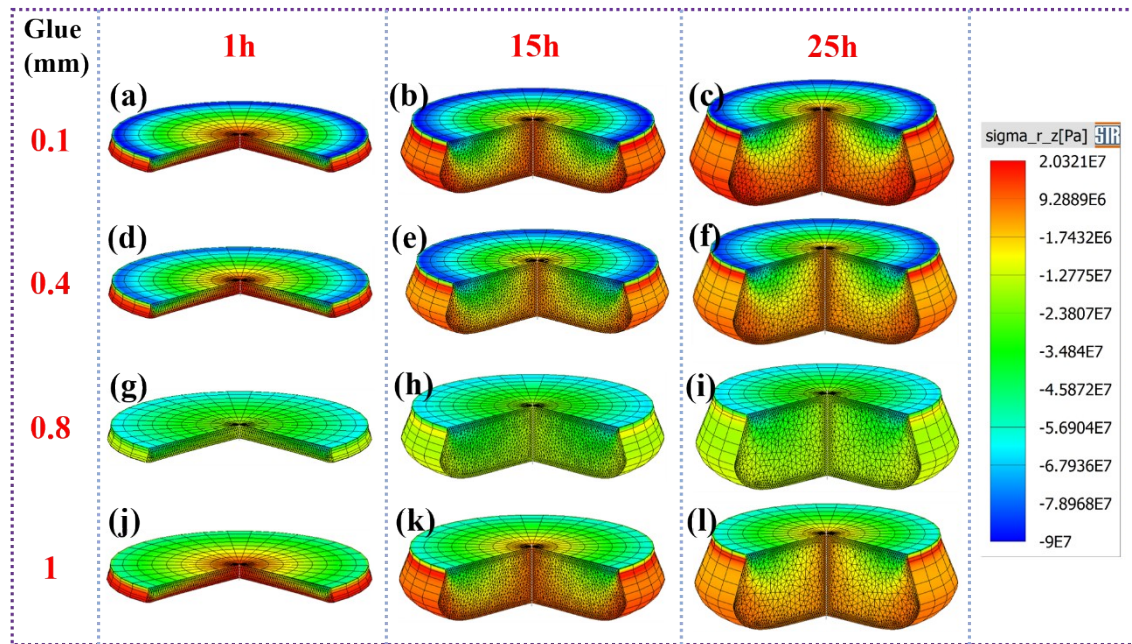 Glue
(mm)
1h
15h
25h
(a)
(b)
(c)
0.1
(d)
(e)
(f)
0.4
(g)
(h)
(i)
0.8
(j)
(k)
(l)
1
sigma_r_z[Pa] STR
2.0321E7
9.2889E6
-1.7432E6
-1.2775E7
-2.3807E7
-3.484E7
-4.5872E7
-5.6904E7
-6.7936E7
-7.8968E7
-9E7